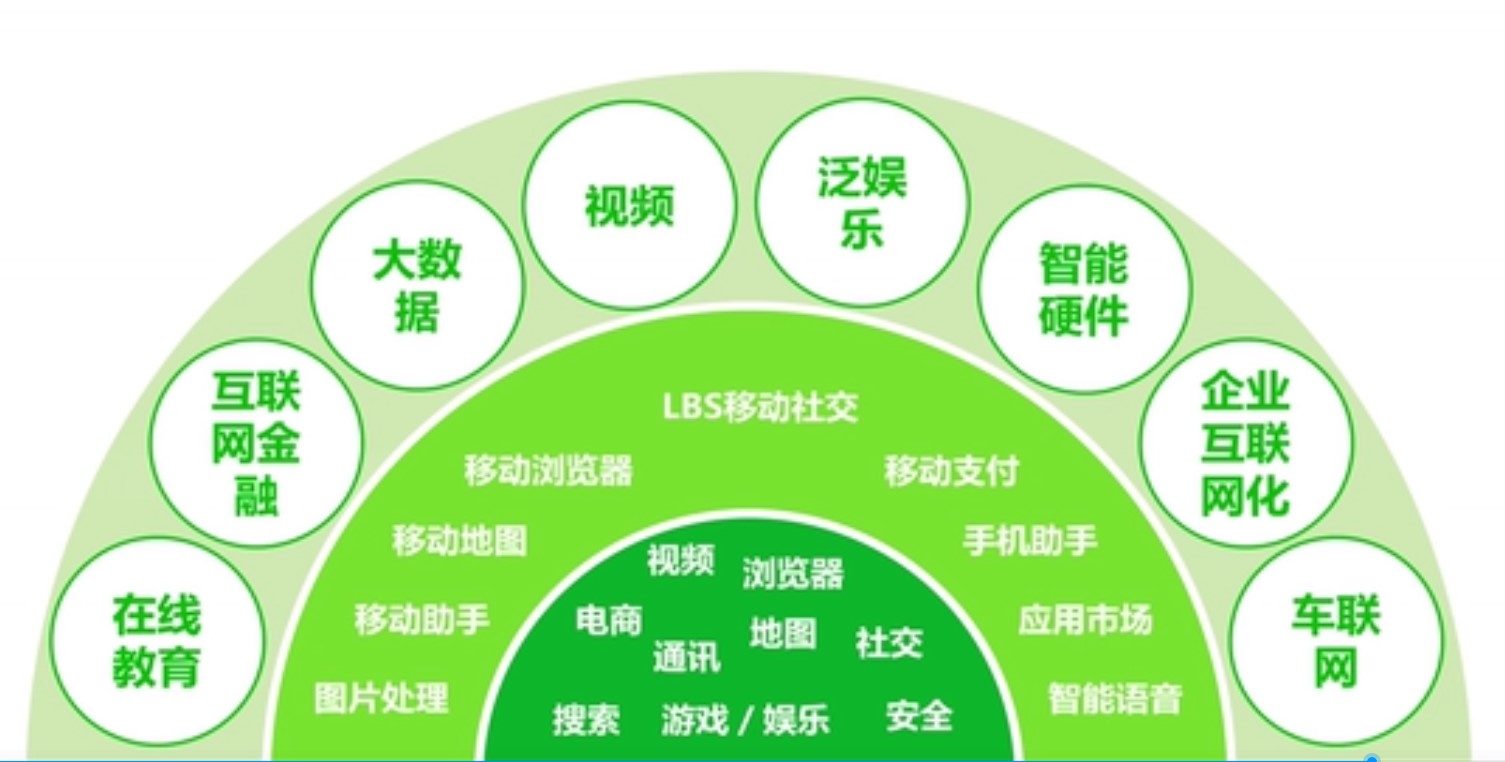 视频
泛娱
乐
大数
据
智能
硬件
互联
网金
融
企业
互联
网化
在线
教育
车联
网
LBS移动社交
移动浏览器
移动支付
移动地图
手机助手
移动助手
应用市场
图片处理
智能语音
视频
浏览器
电商
地图
通讯
社交
搜索
游戏 / 娱乐
安全